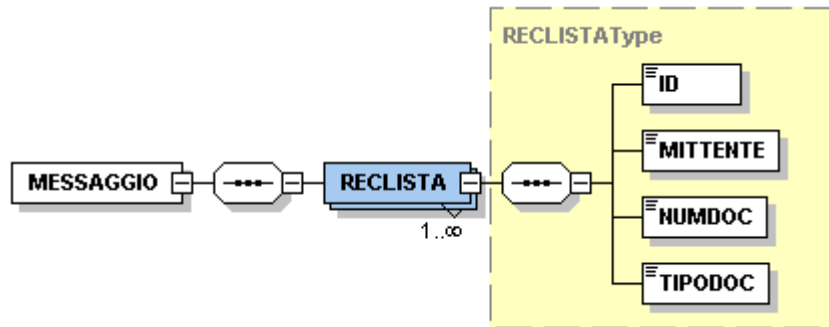 RECLISTAType
ID
MITTENTE
MESSAGGIO
RECLISTA
1..∞
NUMDOC
TIPODOC